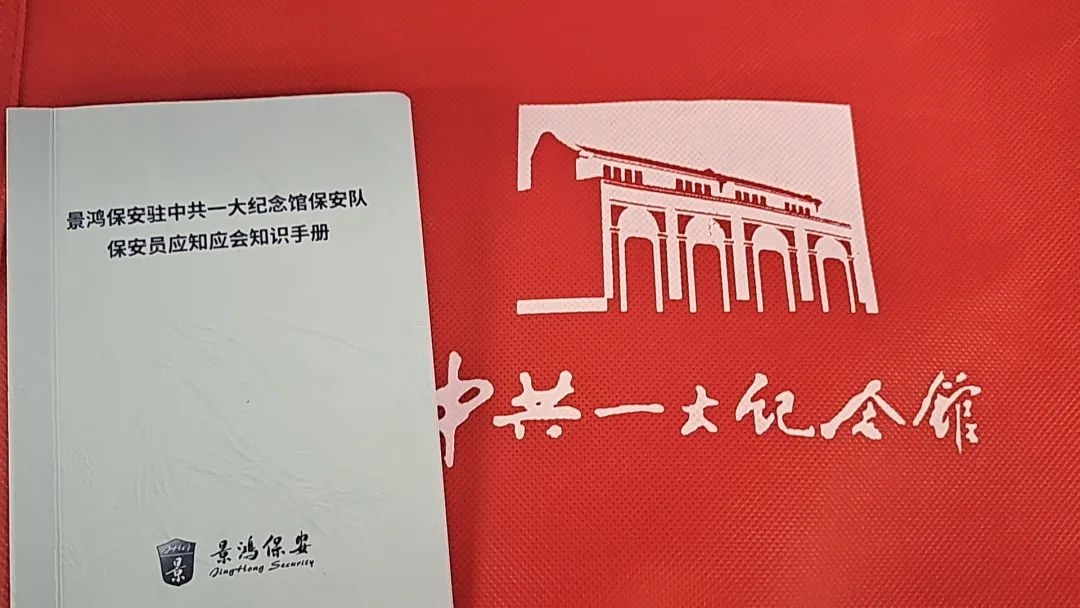 景鸿保安驻中共一大纪念馆保安队
保安员应知应会知识手册
JHBA
景
景鸿保安
JingHong Security
中共一大纪念馆